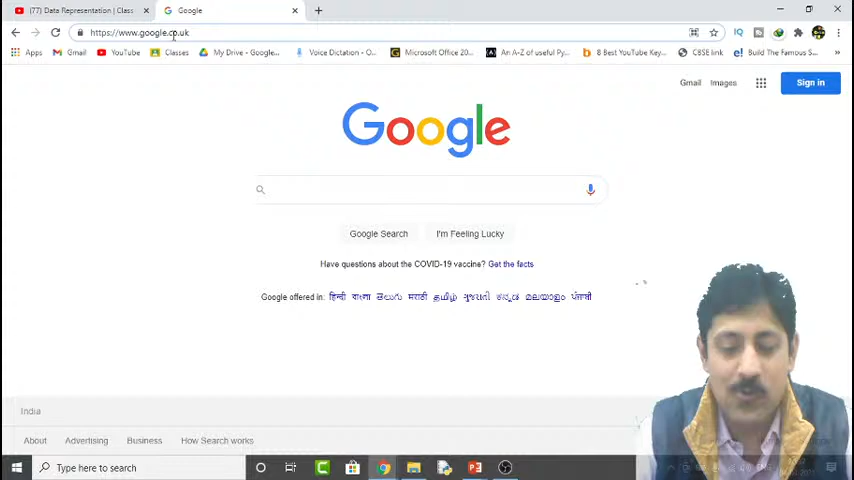 (77) Data Representation | Class
Google
https://www.google.co.uk
Apps
Gmail
YouTube
Classes
My Drive - Google...
Voice Dictation - O...
Microsoft Office 20...
An A-Z of useful Py...
8 Best YouTube Key...
CBSE link
Build The Famous S...
Gmail
Images
Sign in
Google
Google Search
I'm Feeling Lucky
Have questions about the COVID-19 vaccine? Get the facts
Google offered in: हिन्दी বাংলা తెలుగు मराठी தமிழ் ગુજરાતી ಕನ್ನಡ മലയാളം ਪੰਜਾਬੀ
India
About
Advertising
Business
How Search works
Type here to search